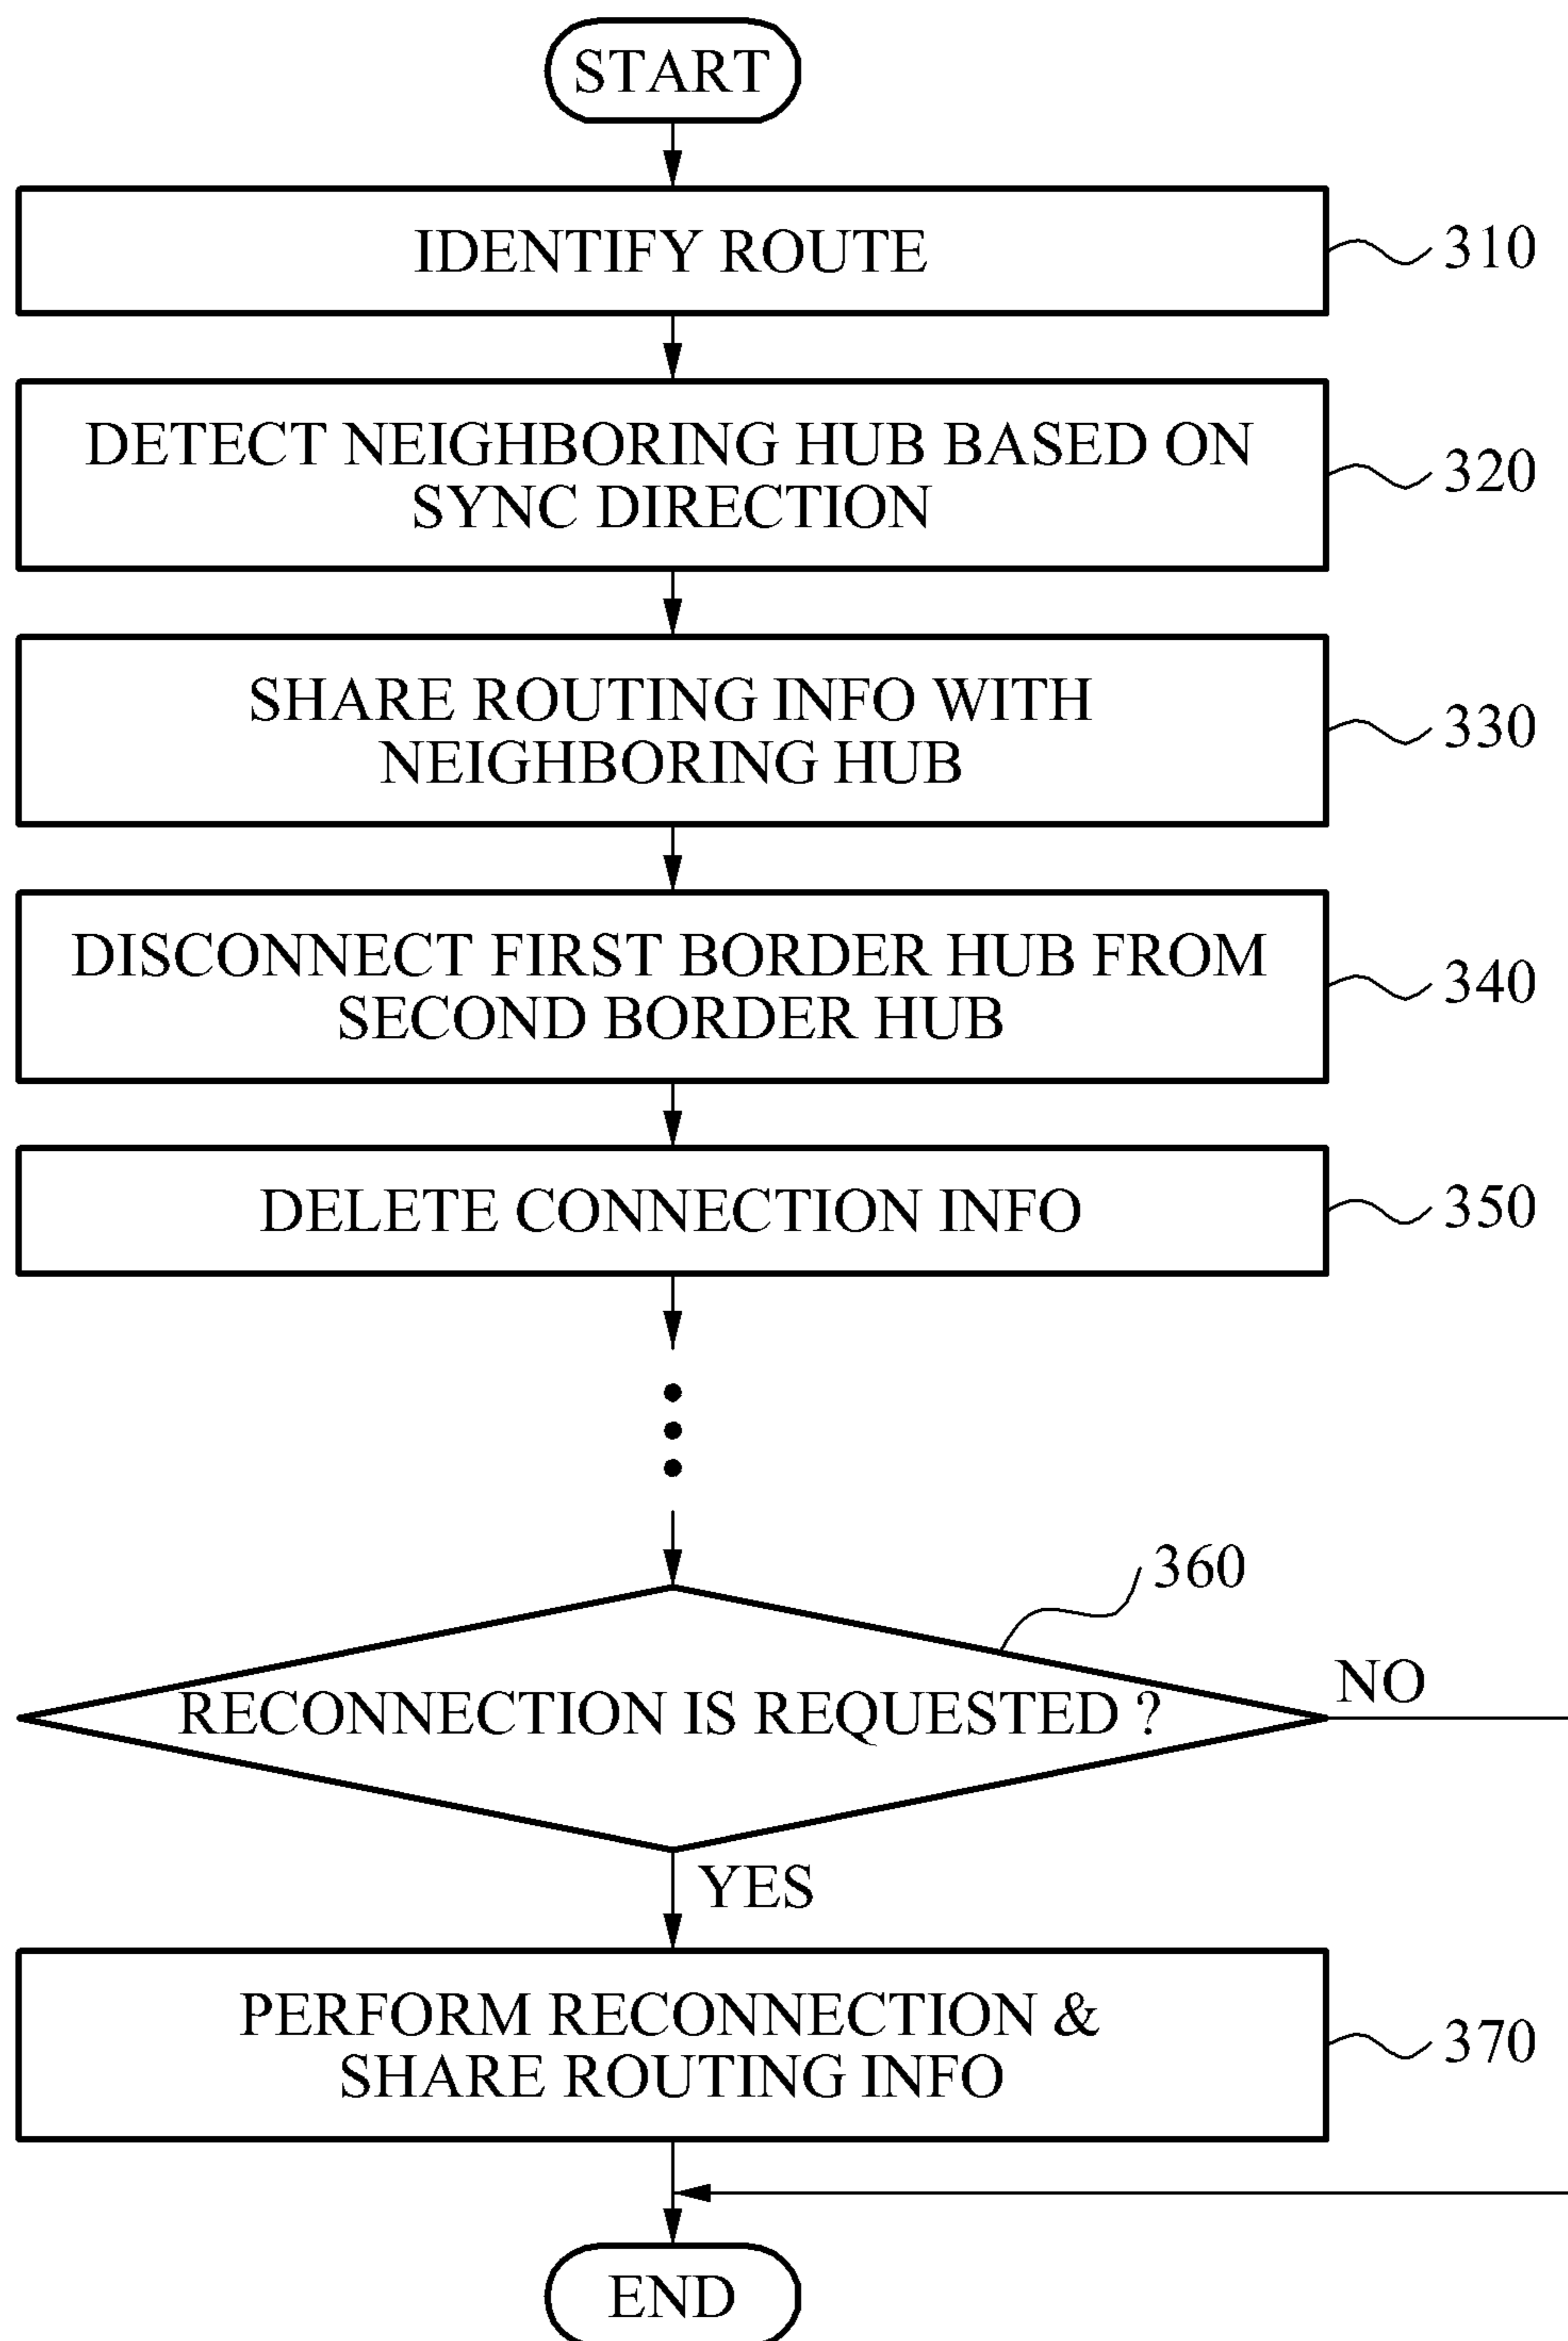 START
IDENTIFY ROUTE
310
DETECT NEIGHBORING HUB BASED ON
SYNC DIRECTION
320
SHARE ROUTING INFO WITH
NEIGHBORING HUB
330
DISCONNECT FIRST BORDER HUB FROM
SECOND BORDER HUB
340
DELETE CONNECTION INFO
350
360
RECONNECTION IS REQUESTED ?
NO
YES
PERFORM RECONNECTION &
SHARE ROUTING INFO
370
END